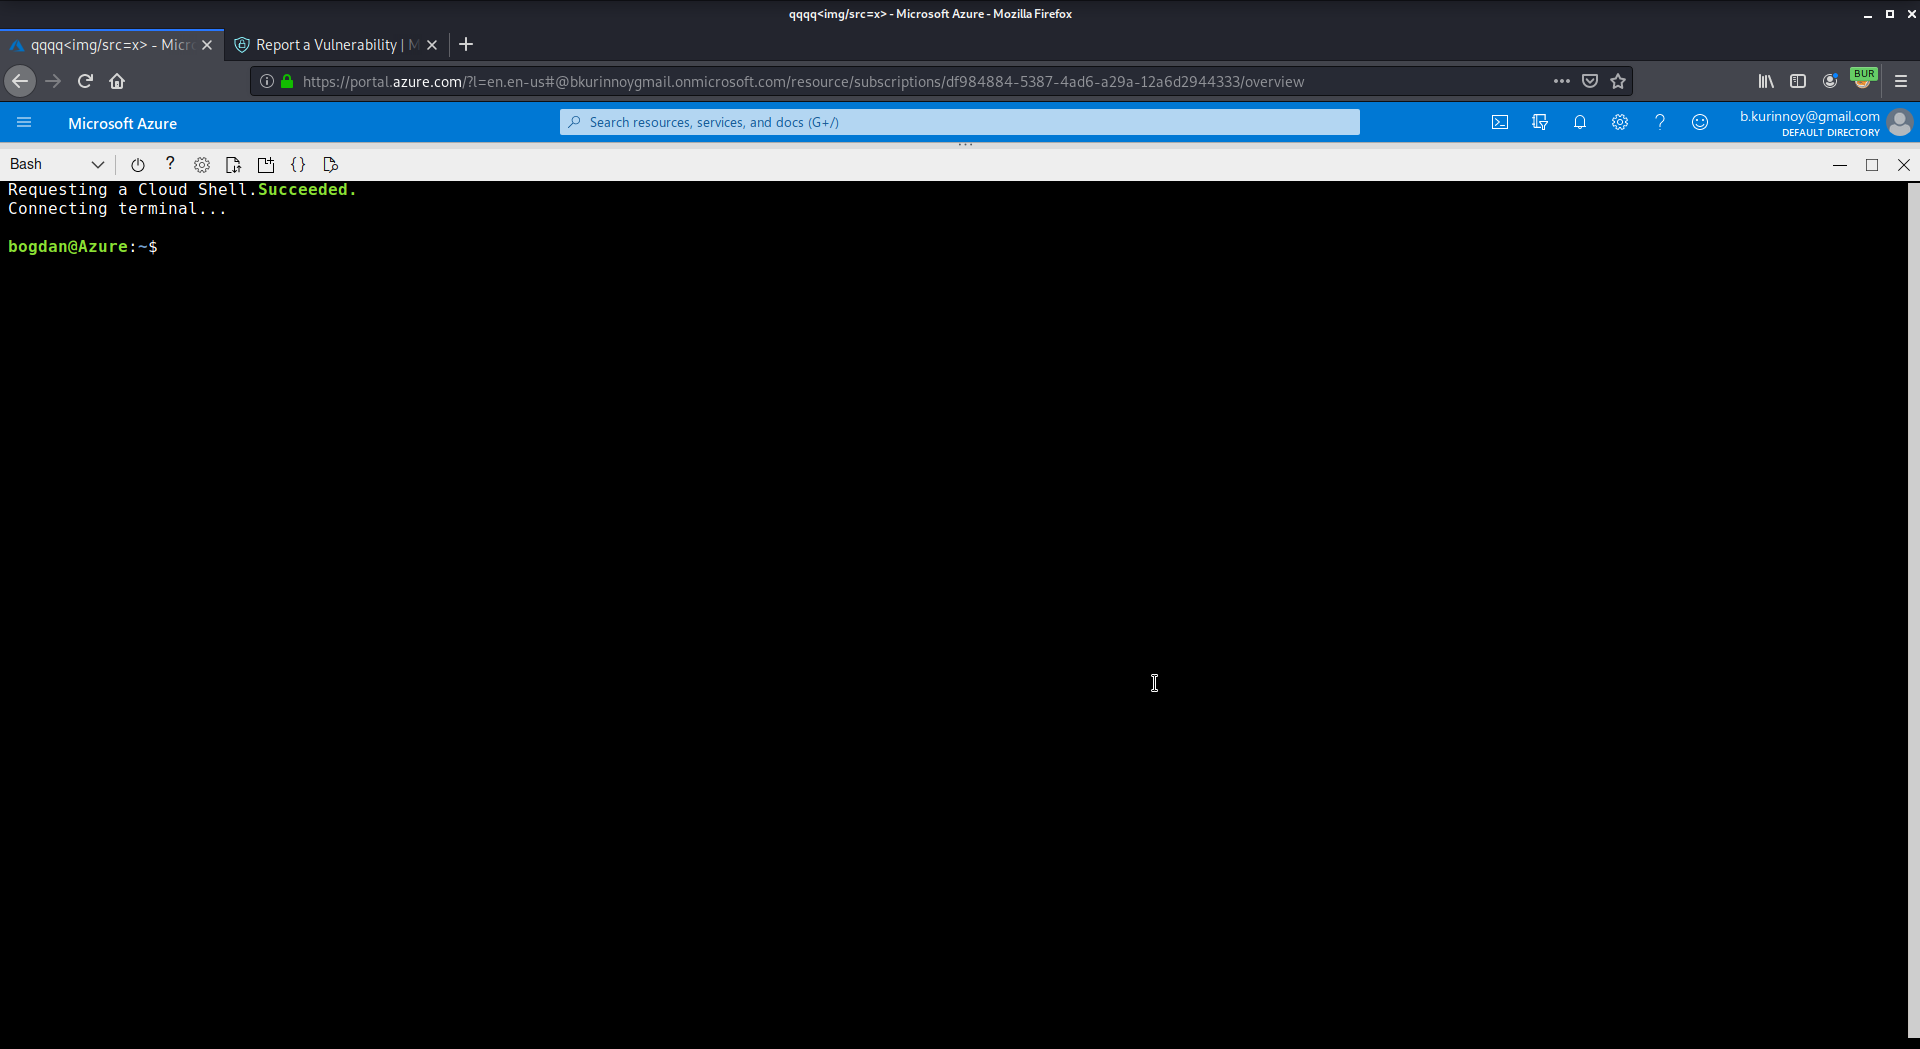 qqqq<img/src=x> - Microsoft Azure - Mozilla Firefox
qqqq<img/src=x> - Micr
Report a Vulnerability | M
BUR
https://portal.azure.com/?l=en.en-us#@bkurinnoygmail.onmicrosoft.com/resource/subscriptions/df984884-5387-4ad6-a29a-12a6d2944333/overview
Microsoft Azure
Search resources, services, and docs (G+/)
b.kurinnoy@gmail.com
DEFAULT DIRECTORY
Bash
Requesting a Cloud Shell.Succeeded.
Connecting terminal...
bogdan@Azure:~$